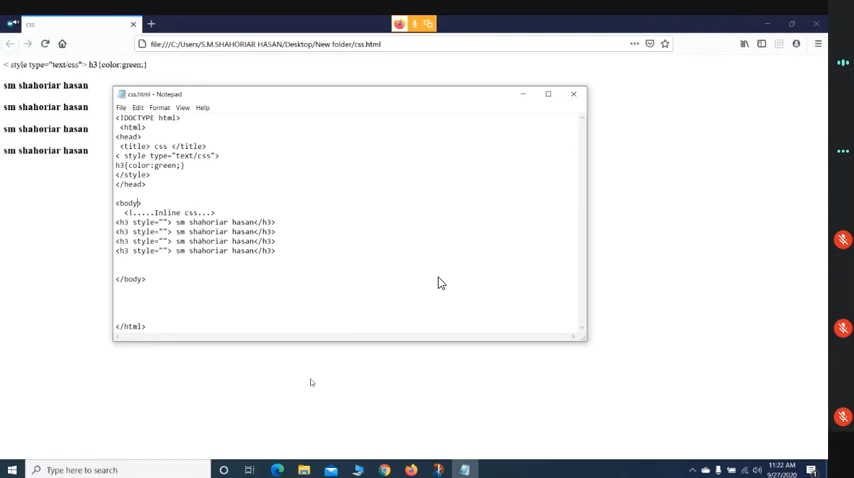 css
file:///C:/Users/S.M.SHAHORIAR HASAN/Desktop/New folder/css.html
< style type="text/css"> h3{color:green;}
sm shahoriar hasan
sm shahoriar hasan
sm shahoriar hasan
sm shahoriar hasan
css.html - Notepad
File Edit Format View Help
<!DOCTYPE html>
<html>
<head>
<title> css </title>
< style type="text/css">
h3{color:green;}
</style>
</head>
<body>
<!.....Inline css...>
<h3 style=""> sm shahoriar hasan</h3>
<h3 style=""> sm shahoriar hasan</h3>
<h3 style=""> sm shahoriar hasan</h3>
<h3 style=""> sm shahoriar hasan</h3>
</body>
</html>
Type here to search
11:22 AM
9/27/2020